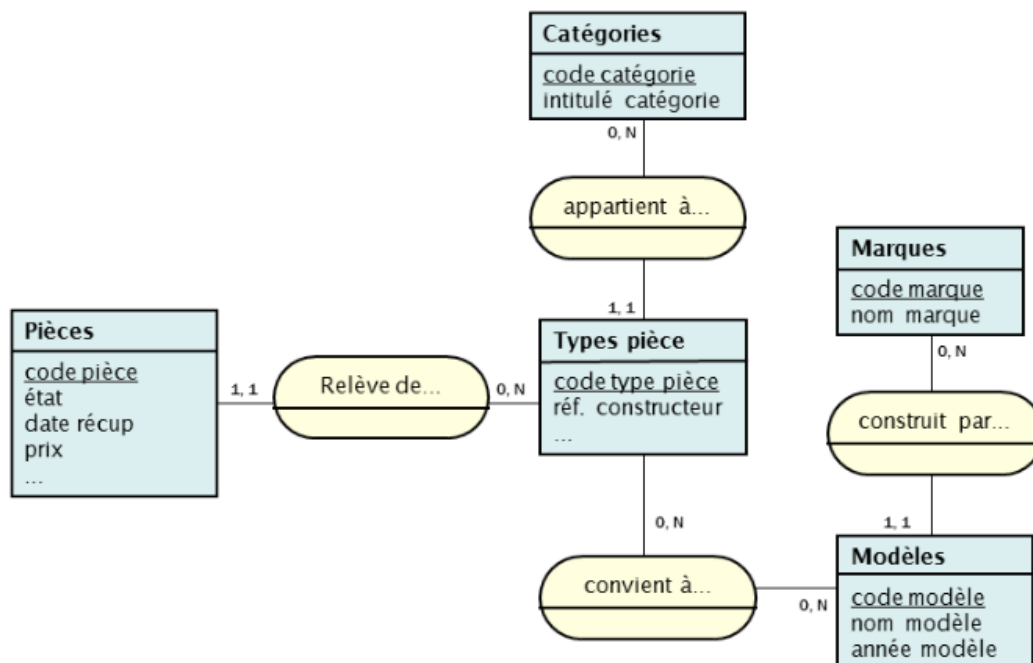 Catégories
code catégorie
intitulé catégorie
0, N
appartient à...
1, 1
Marques
code marque
nom marque
0, N
Pièces
code pièce
état
date récup
prix
...
1, 1
Relève de...
0, N
Types pièce
code type pièce
réf. constructeur
...
construit par...
0, N
1, 1
convient à...
0, N
Modèles
code modèle
nom modèle
année modèle